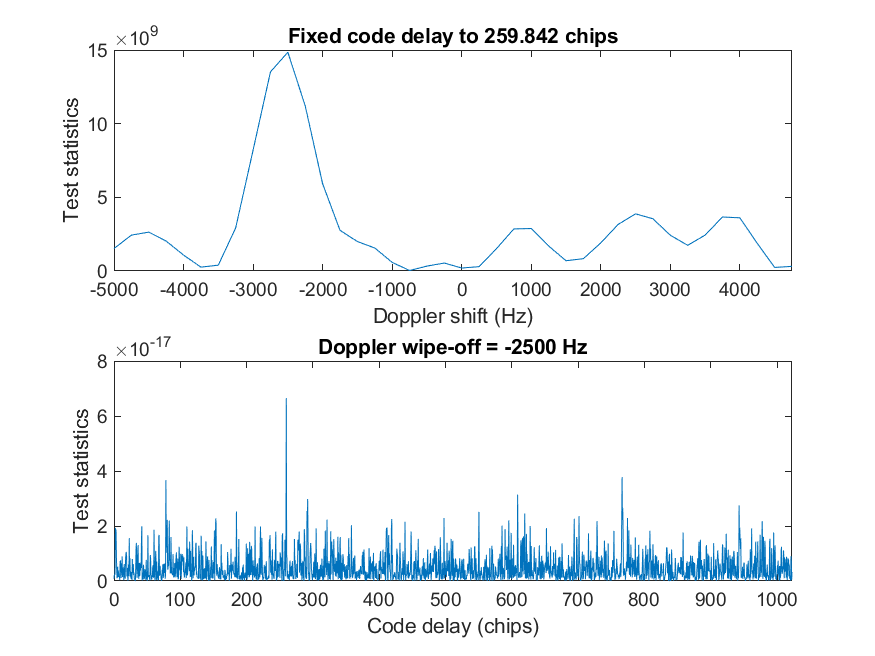 Fixed code delay to 259.842 chips
×10^9
15
10
5
0
Test statistics
-5000 -4000 -3000 -2000 -1000 0 1000 2000 3000 4000
Doppler shift (Hz)
Doppler wipe-off = -2500 Hz
×10^-17
8
6
4
2
0
Test statistics
0 100 200 300 400 500 600 700 800 900 1000
Code delay (chips)